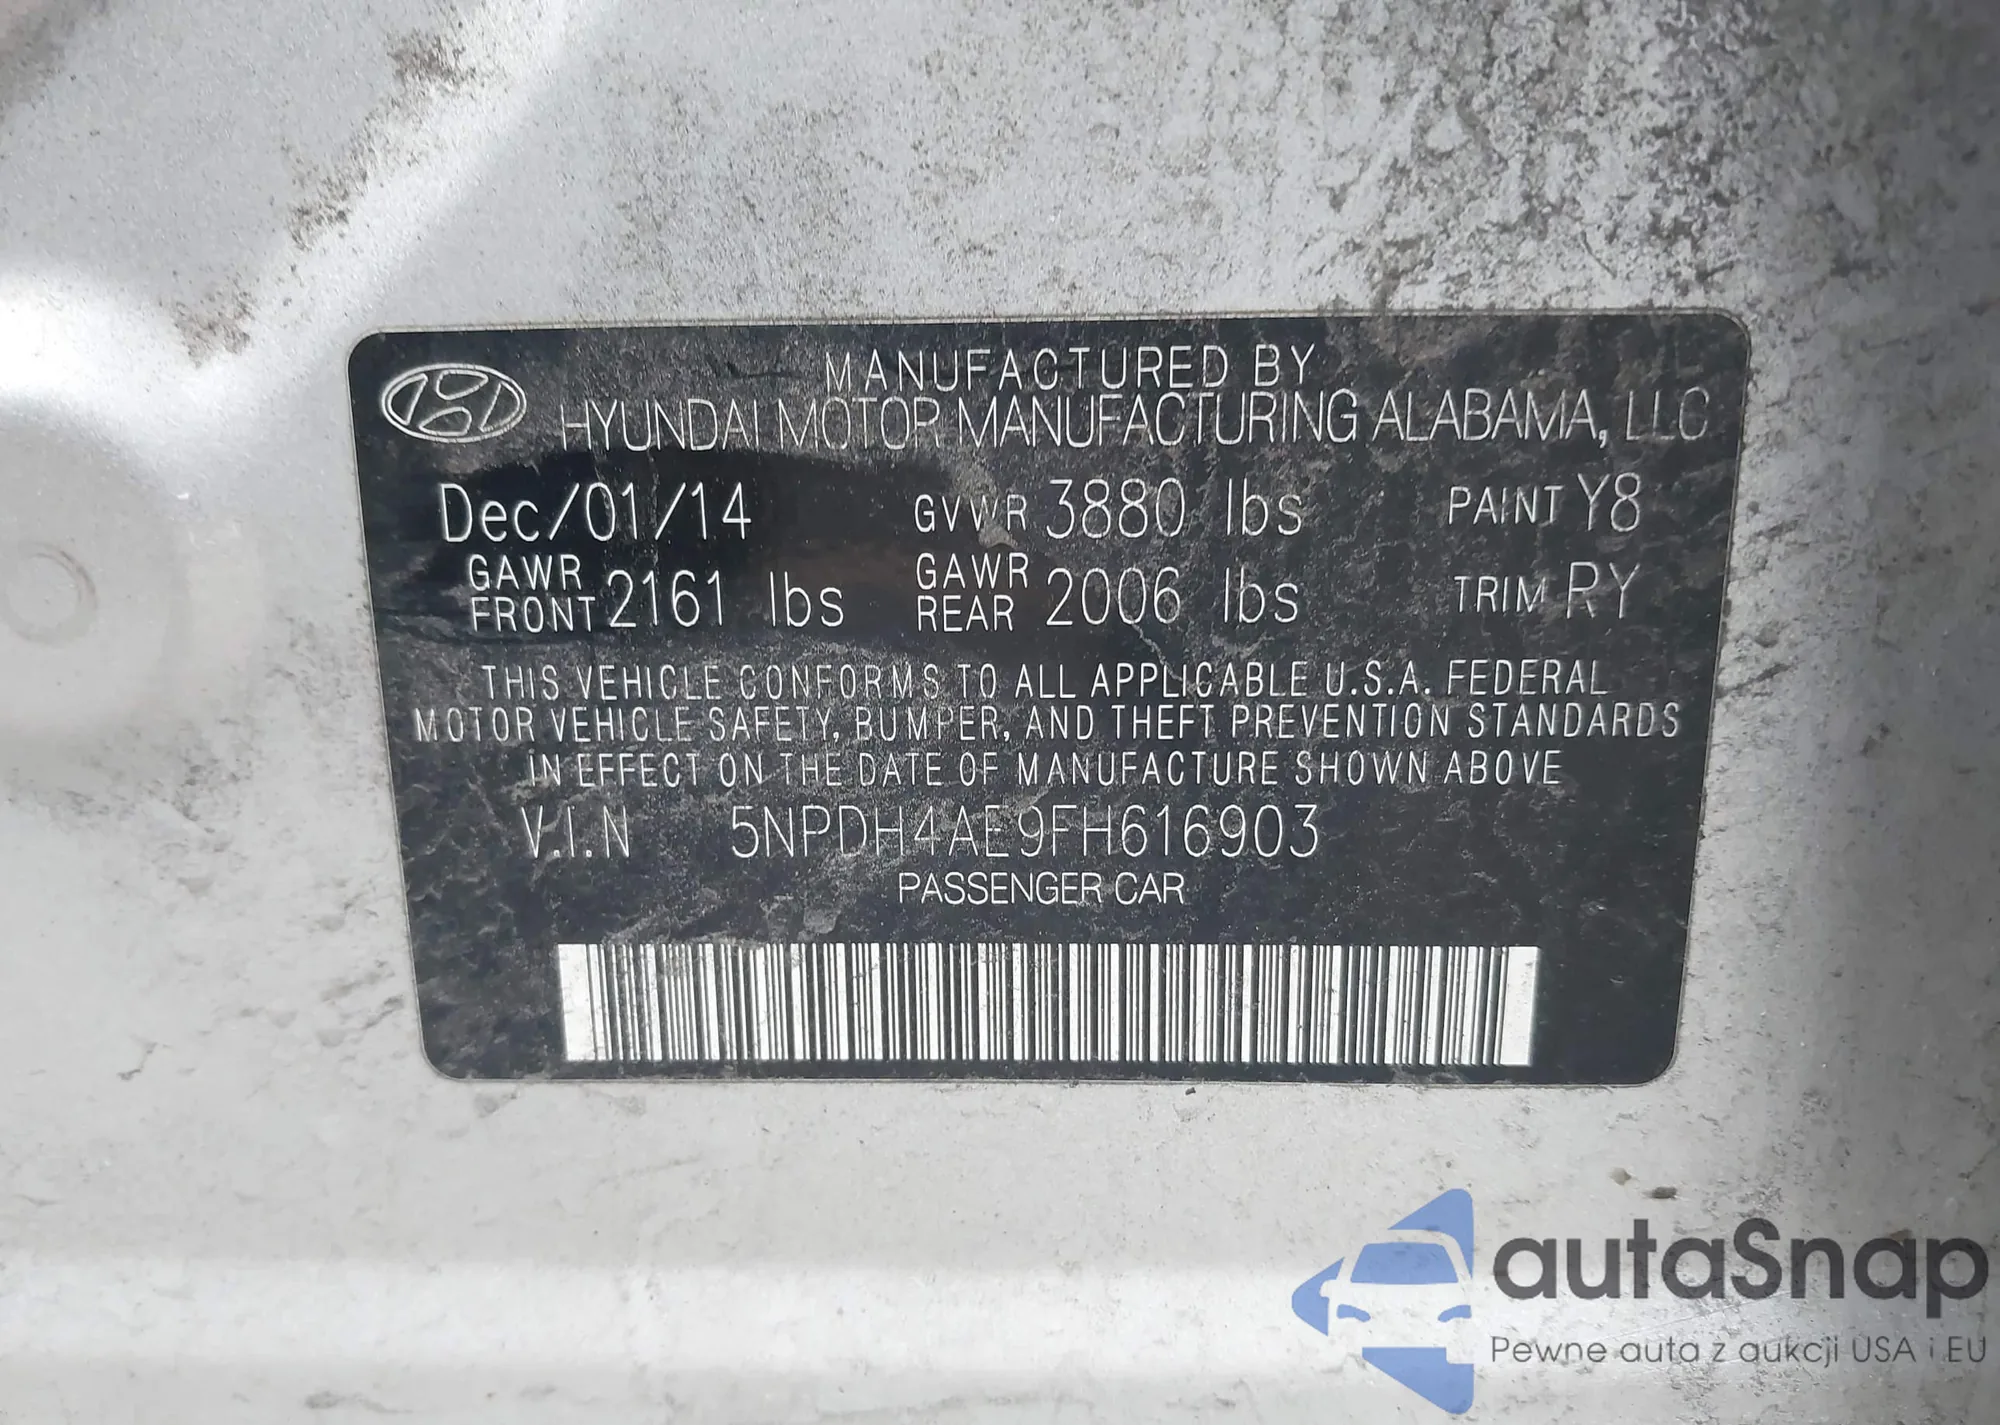 MANUFACTURED BY
HYUNDAI MOTOR MANUFACTURING ALABAMA, LLC
Dec/01/14 GVWR 3880 lbs PAINT Y8
GAWR FRONT 2161 lbs GAWR REAR 2006 lbs TRIM RY
THIS VEHICLE CONFORMS TO ALL APPLICABLE U.S.A. FEDERAL
MOTOR VEHICLE SAFETY, BUMPER, AND THEFT PREVENTION STANDARDS
IN EFFECT ON THE DATE OF MANUFACTURE SHOWN ABOVE
V.I.N 5NPDH4AE9FH616903
PASSENGER CAR
autaSnap
Pewne auta z aukcji USA i EU